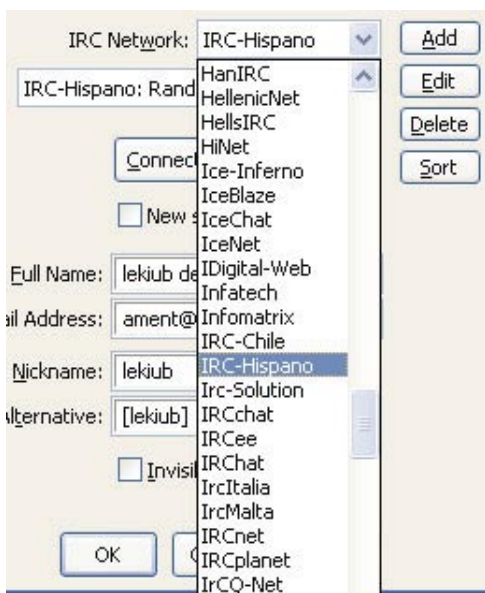 IRC Network: IRC-Hispano Add
IRC-Hispano: Rand Edit
Delete
Sort
HanIRC
HellenicNet
HellsIRC
HiNet
Ice-Inferno
IceBlaze
IceChat
IceNet
IDigital-Web
Infatech
Infomatrix
IRC-Chile
IRC-Hispano
Irc-Solution
IRCchat
IRCee
IRChat
IrcItalia
IrcMalta
IRCnet
IRCplanet
IrCQ-Net
Connect
New s
Full Name: lekiub de
ail Address: ament@
Nickname: lekiub
Alternative: [lekiub]
Invisi
OK C